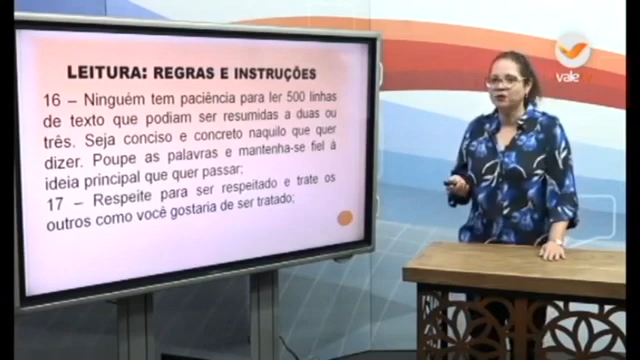 LEITURA: REGRAS E INSTRUÇÕES
16 – Ninguém tem paciência para ler 500 linhas
de texto que podiam ser resumidas a duas ou
três. Seja conciso e concreto naquilo que quer
dizer. Poupe as palavras e mantenha-se fiel à
ideia principal que quer passar;
17 – Respeite para ser respeitado e trate os
outros como você gostaria de ser tratado;
vale tv